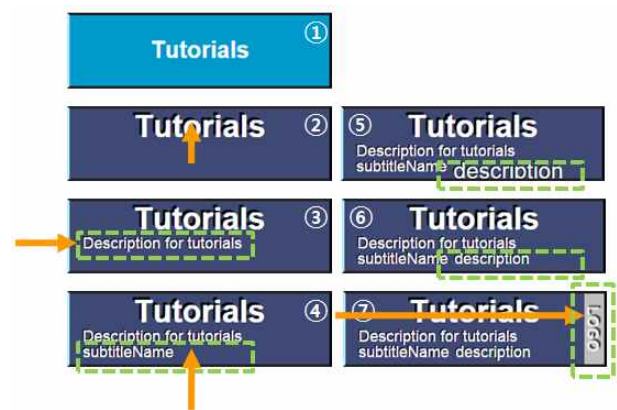 Tutorials ①
Tutorials ②
Tutorials ③
Description for tutorials
Tutorials ④
Description for tutorials
subtitleName
⑤ Tutorials
Description for tutorials
subtitleName description
⑥ Tutorials
Description for tutorials
subtitleName description
⑦ Tutorials
Description for tutorials
subtitleName description
LOGO